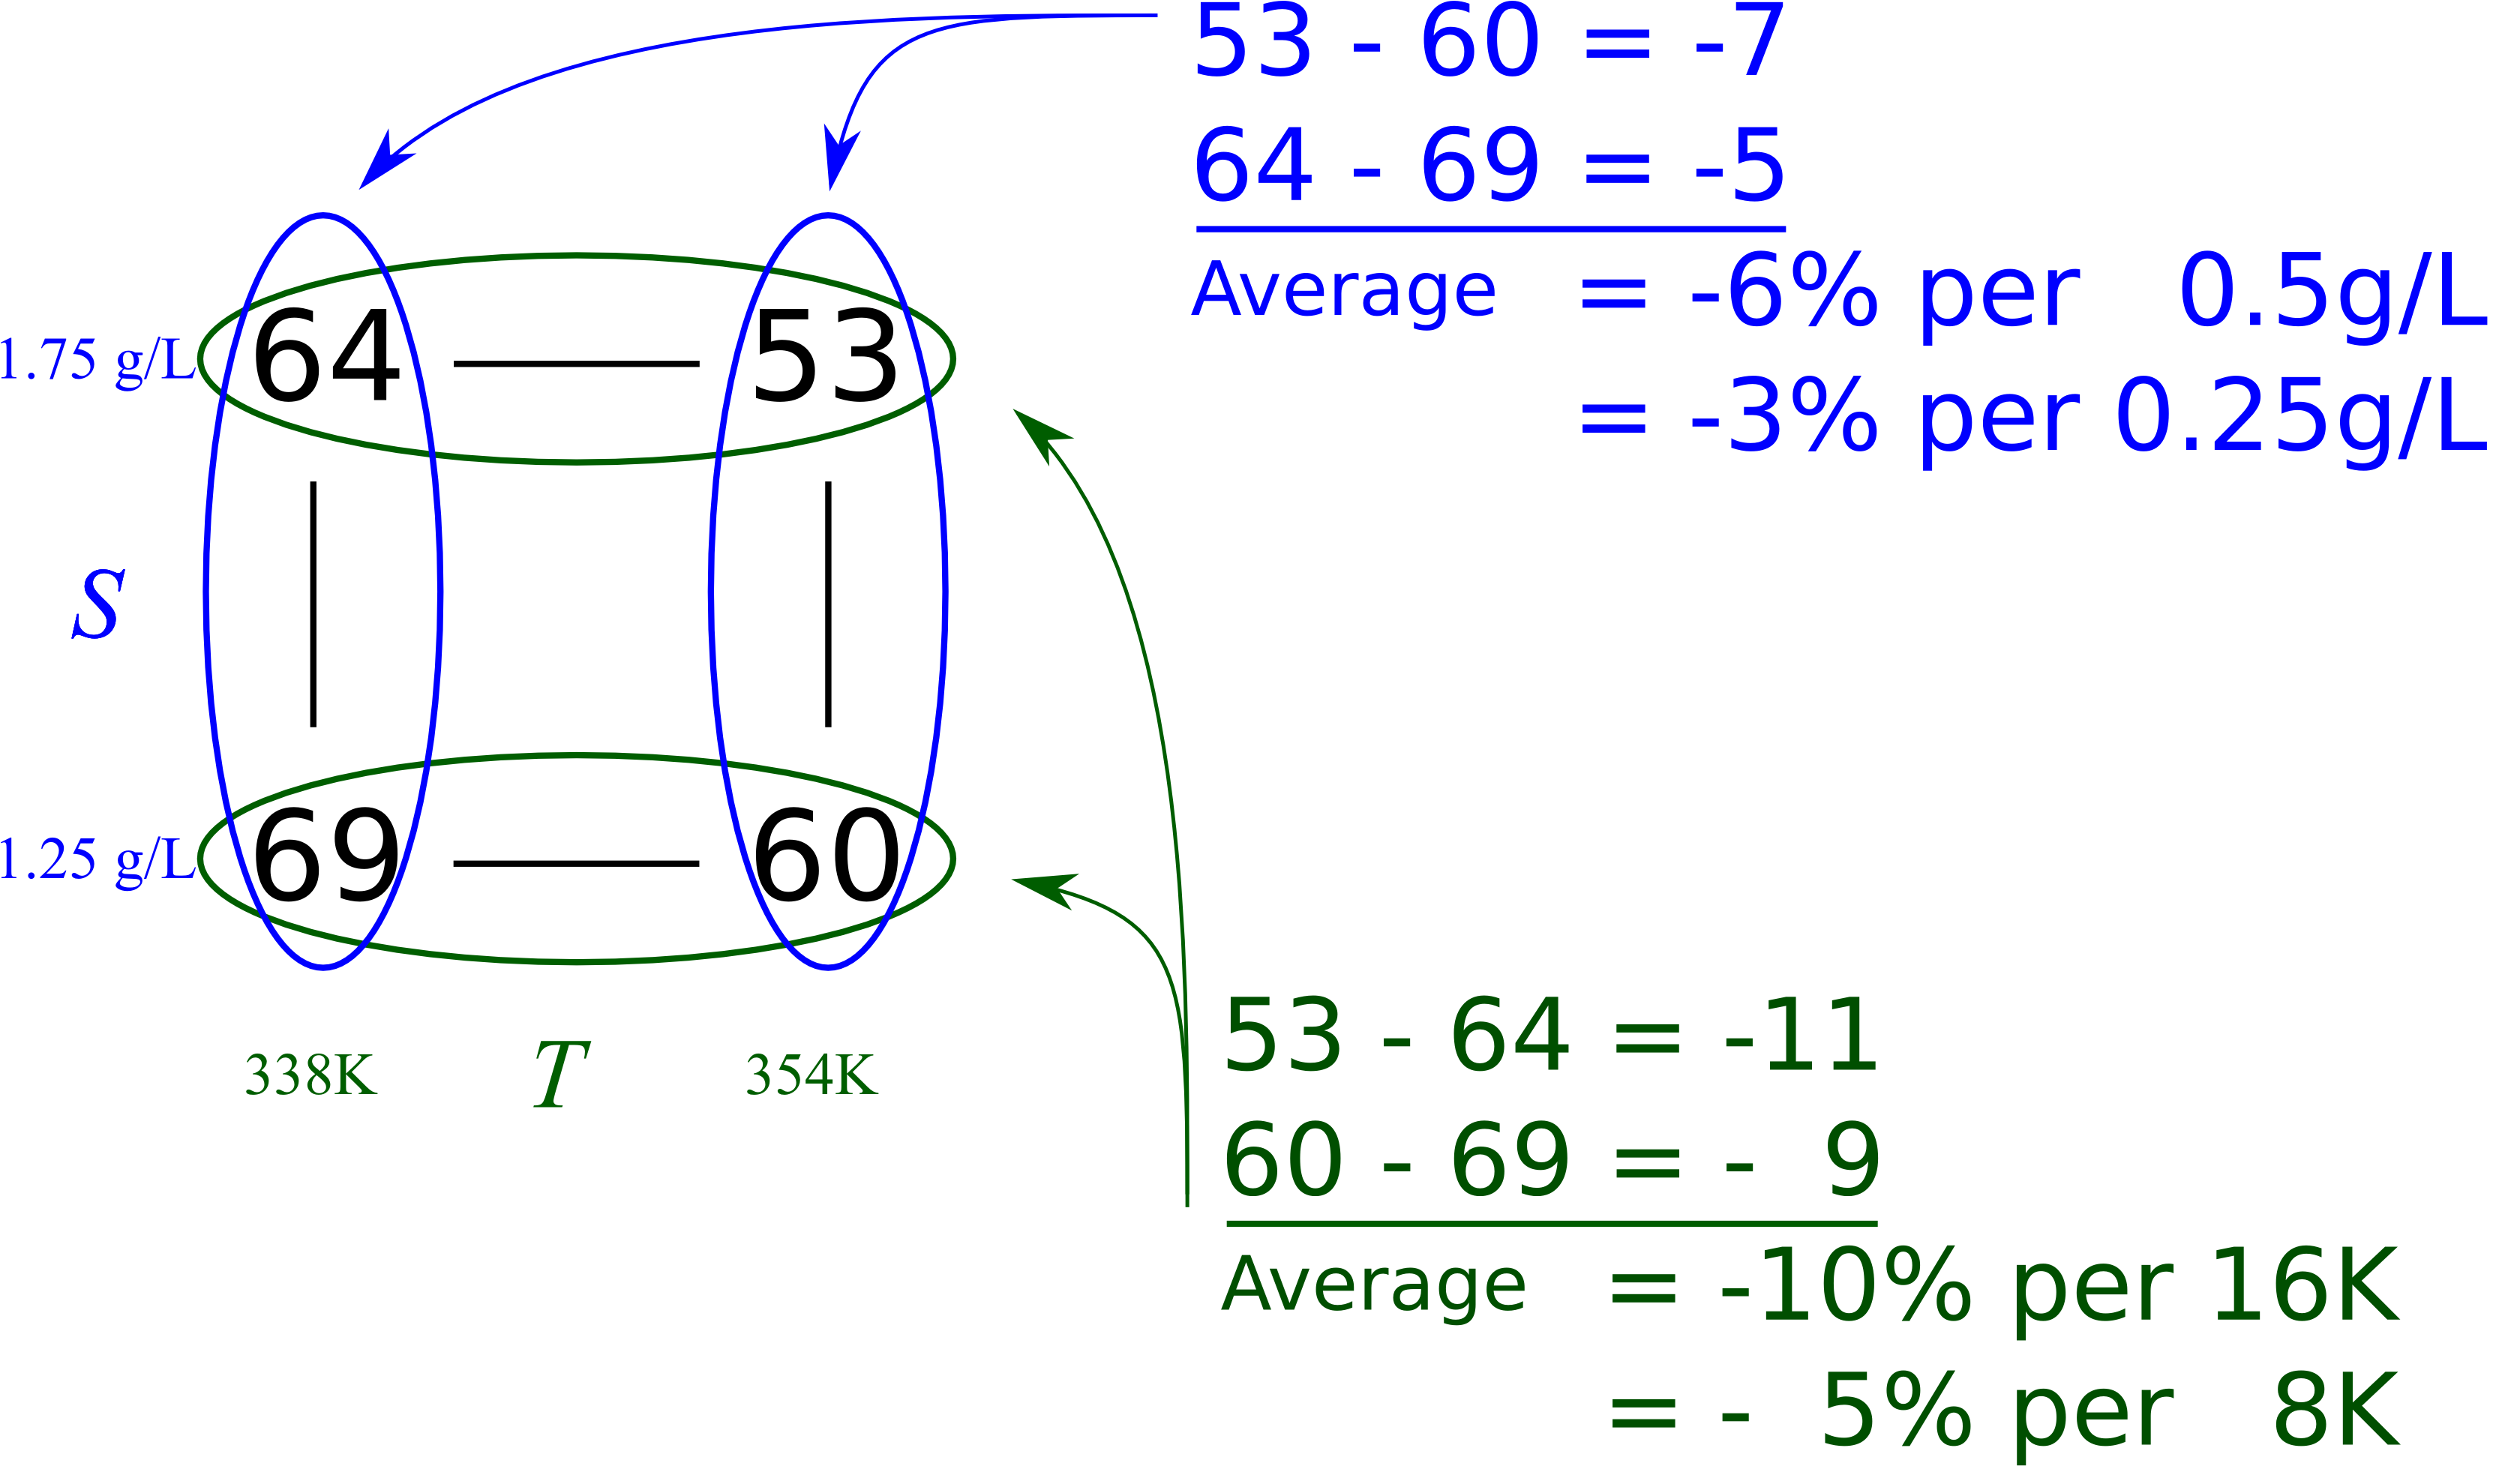 53 - 60 = -7
64 - 69 = -5
Average = -6% per 0.5g/L
= -3% per 0.25g/L
1.75 g/L 64 53
S
1.25 g/L 69 60
338K T 354K
53 - 64 = -11
60 - 69 = - 9
Average = -10% per 16K
= - 5% per 8K